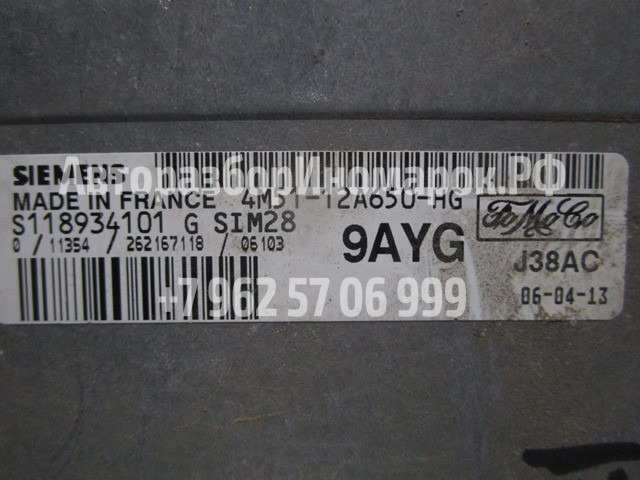 SIEMENS
АвторазборИномарок.РФ
MADE IN FRANCE 4M51-12A650-HG
S118934101 G SIM28
FoMoCo
0 / 11354 / 262167118 / 06103
9AYG
J38AC
+7 962 57 06 999
06-04-13